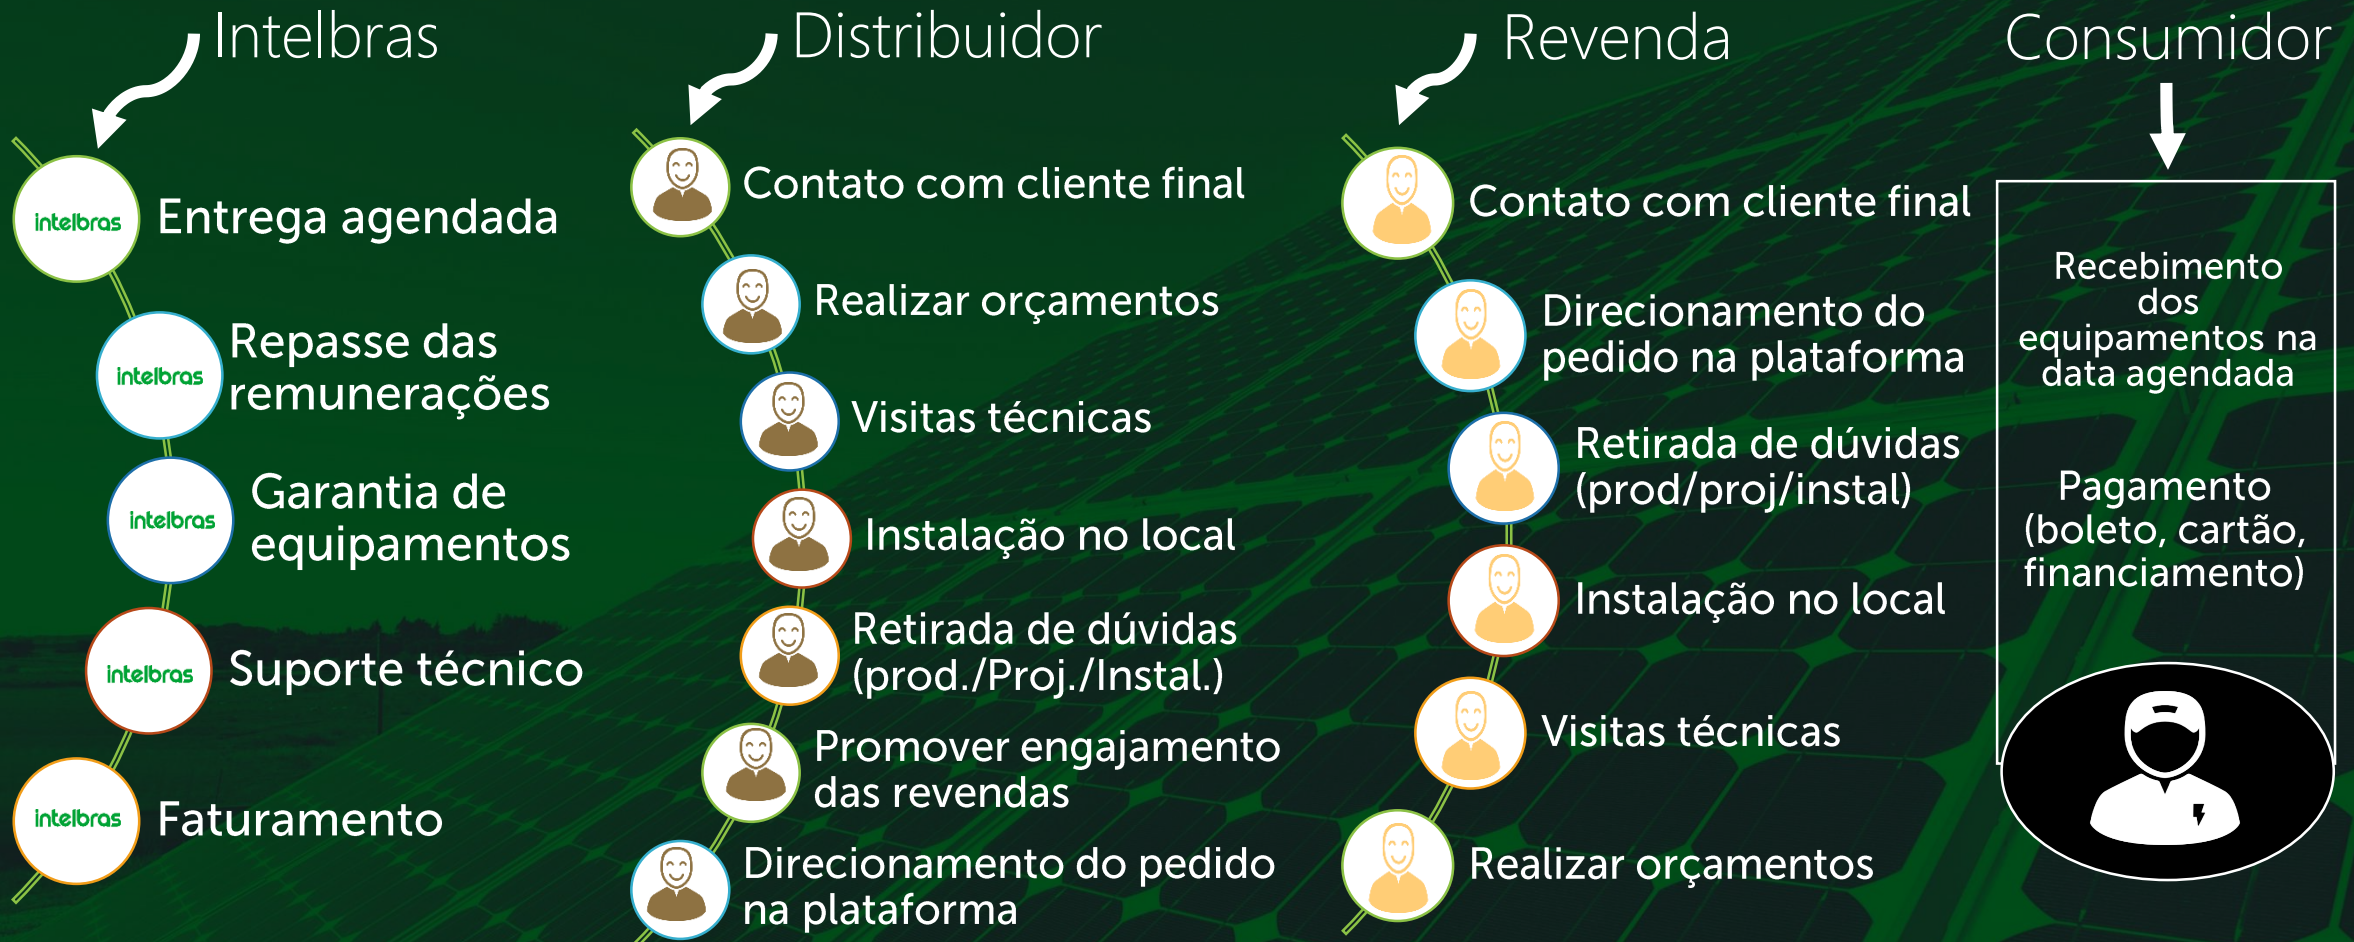 Intelbras
intelbras
Entrega agendada
intelbras
Repasse das
remunerações
intelbras
Garantia de
equipamentos
intelbras
Suporte técnico
intelbras
Faturamento
Distribuidor
Contato com cliente final
Realizar orçamentos
Visitas técnicas
Instalação no local
Retirada de dúvidas
(prod./Proj./Instal.)
Promover engajamento
das revendas
Direcionamento do pedido
na plataforma
Revenda
Contato com cliente final
Direcionamento do
pedido na plataforma
Retirada de dúvidas
(prod/proj/instal)
Instalação no local
Visitas técnicas
Realizar orçamentos
Consumidor
Recebimento
dos
equipamentos na
data agendada
Pagamento
(boleto, cartão,
financiamento)